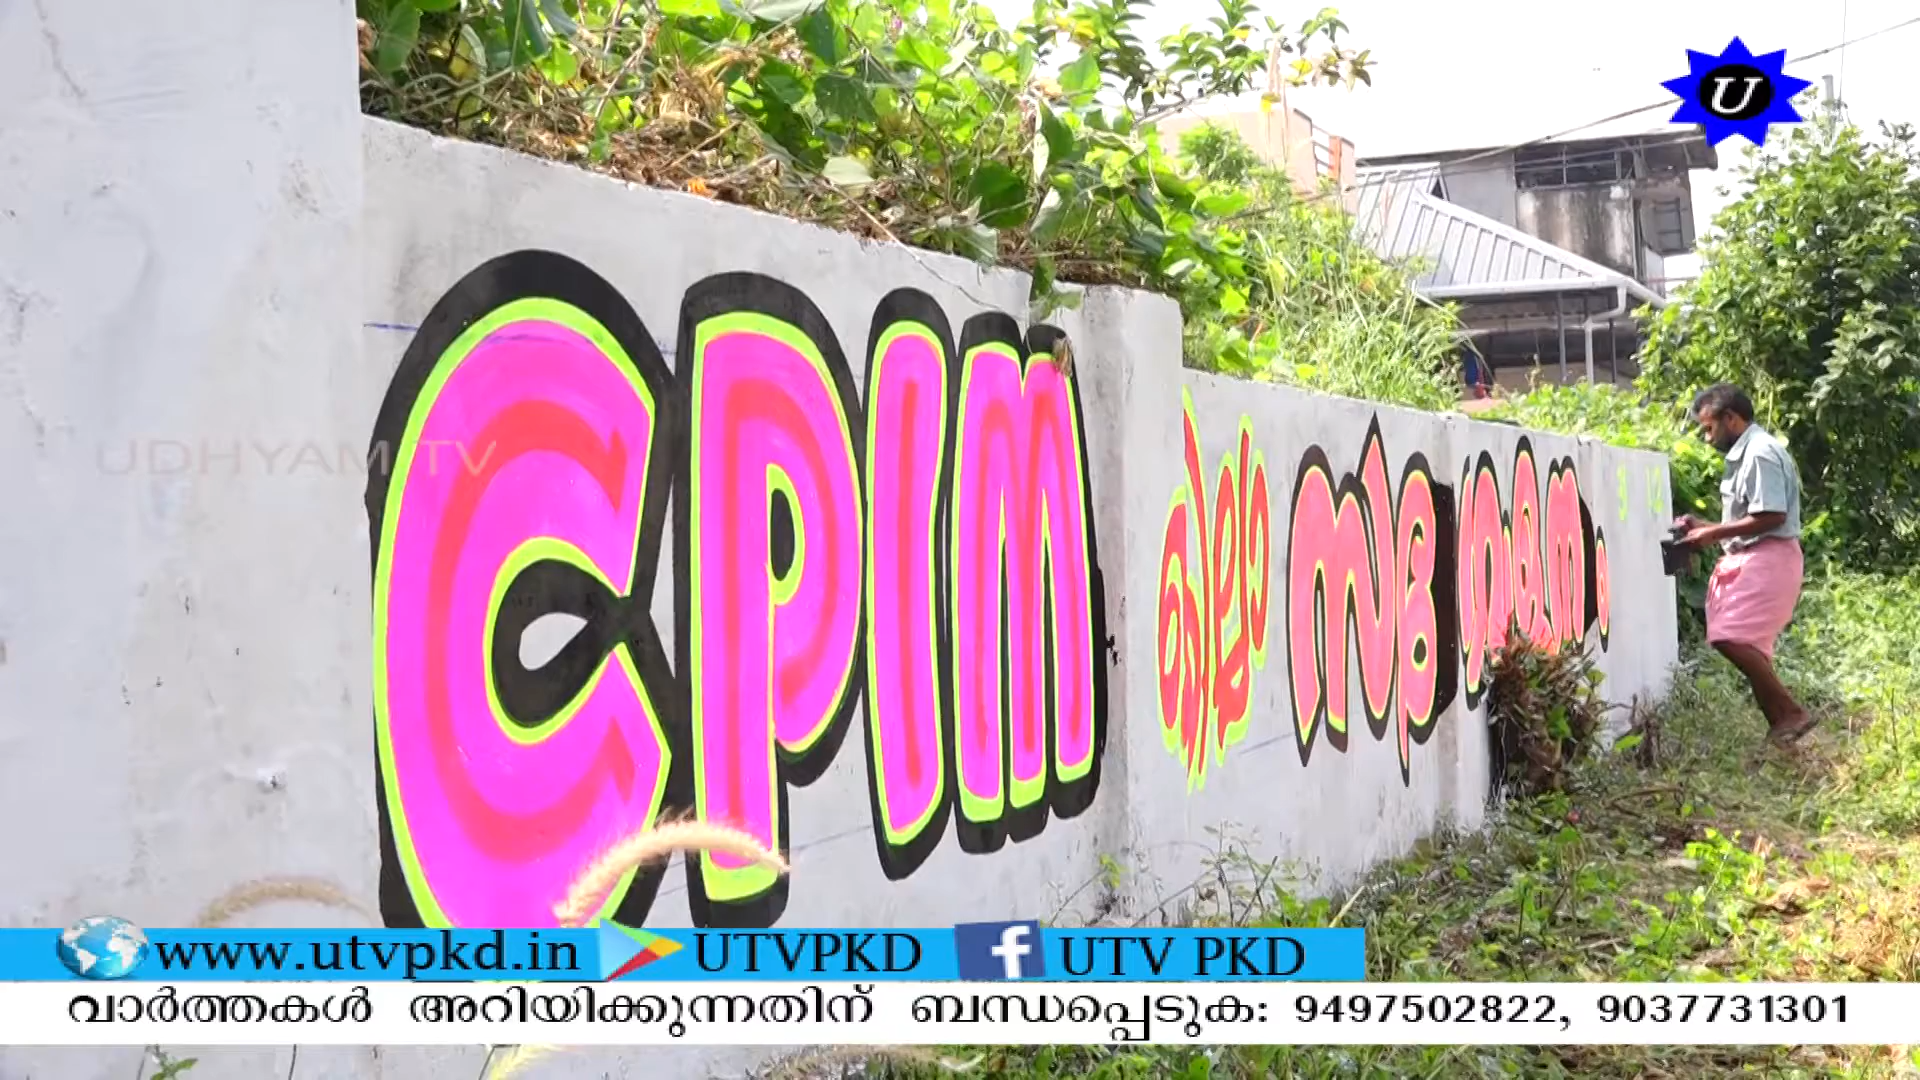 U
UDHYAM TV
CPIM ജില്ലാ
www.utvpkd.in UTVPKD UTV PKD
വാർത്തകൾ അറിയിക്കുന്നതിന് ബന്ധപ്പെടുക: 9497502822, 9037731301